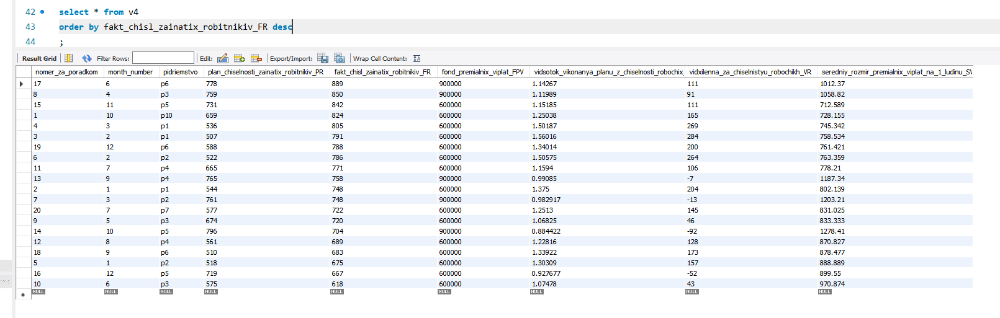 42 select * from v4
43 order by fakt_chisl_zainatix_robitnikiv_FR desc
44 ;
Result Grid Filter Rows: Edit: Export/Import: Wrap Cell Content: IA
nomer_za_poradkom month_number pidriemstvo plan_chiselnosti_zainatix_robitnikiv_PR fakt_chisl_zainatix_robitnikiv_FR fond_premialnix_viplat_FPV vidsotok_vikonanya_planu_z_chiselnosti_robochix_ vidxilenna_za_chiselnistyu_robochikh_VR seredniy_rozmir_premialnix_viplat_na_1_ludinu_SV
17 6 p6 778 889 900000 1.14267 111 1012.37
8 4 p3 759 850 900000 1.11989 91 1058.82
15 11 p5 731 842 600000 1.15185 111 712.589
1 10 p10 659 824 600000 1.25038 165 728.155
4 3 p1 536 805 600000 1.50187 269 745.342
3 2 p1 507 791 600000 1.56016 284 758.534
19 12 p6 588 788 600000 1.34014 200 761.421
6 2 p2 522 786 600000 1.50575 264 763.359
11 7 p4 665 771 600000 1.1594 106 778.21
13 9 p4 765 758 900000 0.99085 -7 1187.34
2 1 p1 544 748 600000 1.375 204 802.139
7 3 p2 761 748 900000 0.982917 -13 1203.21
20 7 p7 577 722 600000 1.2513 145 831.025
9 5 p3 674 720 600000 1.06825 46 833.333
14 10 p5 796 704 900000 0.884422 -92 1278.41
12 8 p4 561 689 600000 1.22816 128 870.827
18 9 p6 510 683 600000 1.33922 173 878.477
5 1 p2 518 675 600000 1.30309 157 888.889
16 12 p5 719 667 600000 0.927677 -52 899.55
10 6 p3 575 618 600000 1.07478 43 970.874
NULL NULL NULL NULL NULL NULL NULL NULL NULL